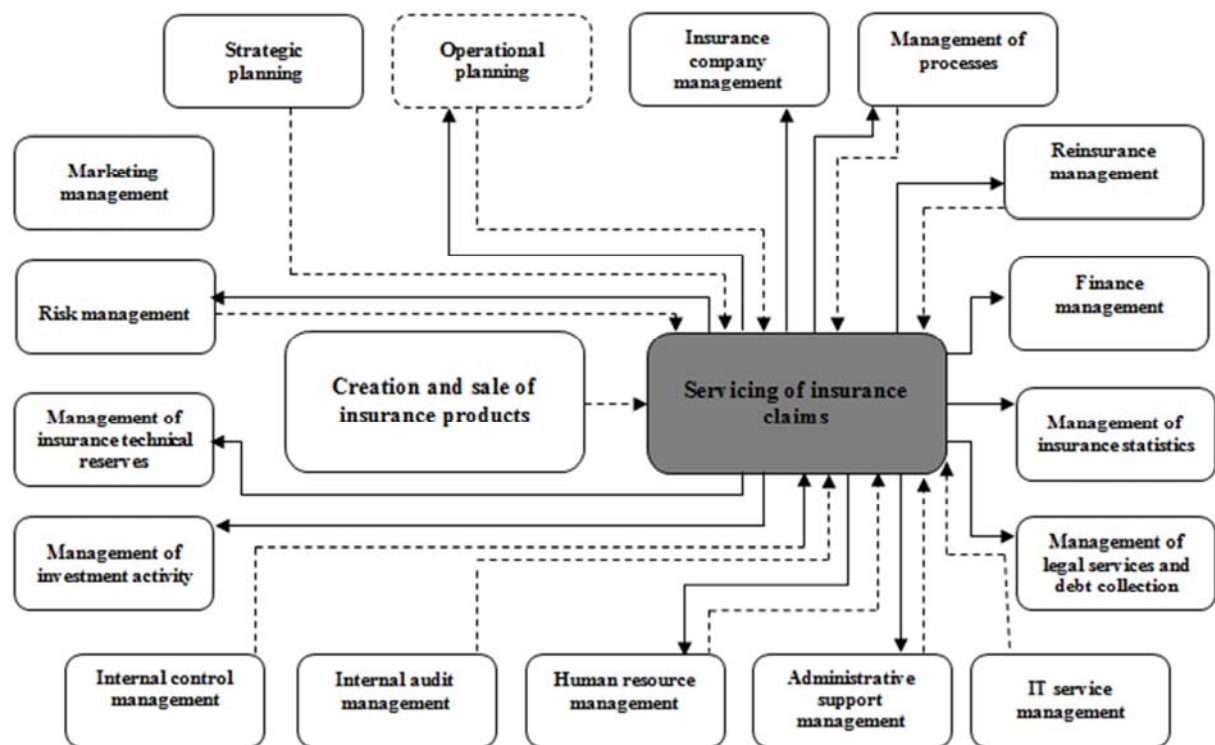 Strategic
planning
Operational
planning
Insurance
company
management
Management of
processes
Marketing
management
Reinsurance
management
Risk management
Finance
management
Creation and sale of
insurance products
Servicing of insurance
claims
Management of
insurance technical
reserves
Management of
insurance statistics
Management of
investment activity
Management of
legal services and
debt collection
Internal control
management
Internal audit
management
Human resource
management
Administrative
support
management
IT service
management